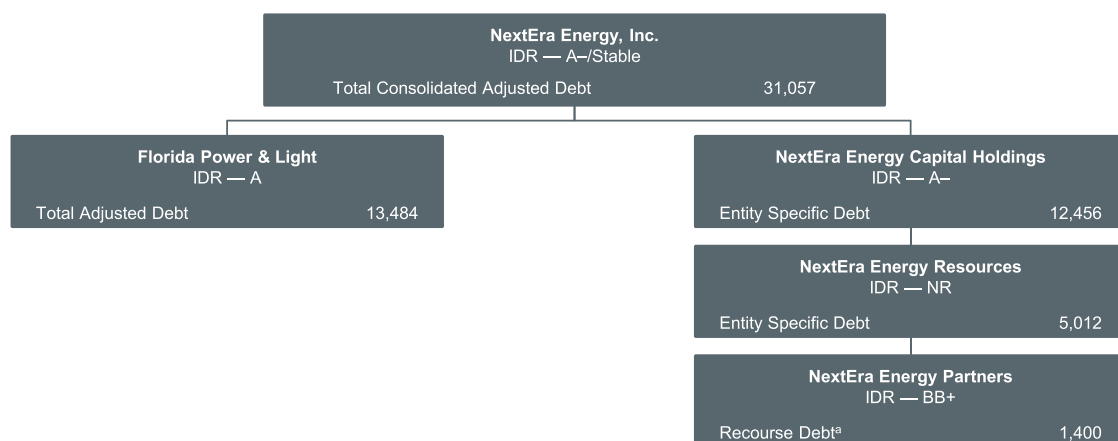 NextEra Energy, Inc.
IDR — A–/Stable
Total Consolidated Adjusted Debt 31,057
Florida Power & Light
IDR — A
Total Adjusted Debt 13,484
NextEra Energy Capital Holdings
IDR — A–
Entity Specific Debt 12,456
NextEra Energy Resources
IDR — NR
Entity Specific Debt 5,012
NextEra Energy Partners
IDR — BB+
Recourse Debtᵃ 1,400